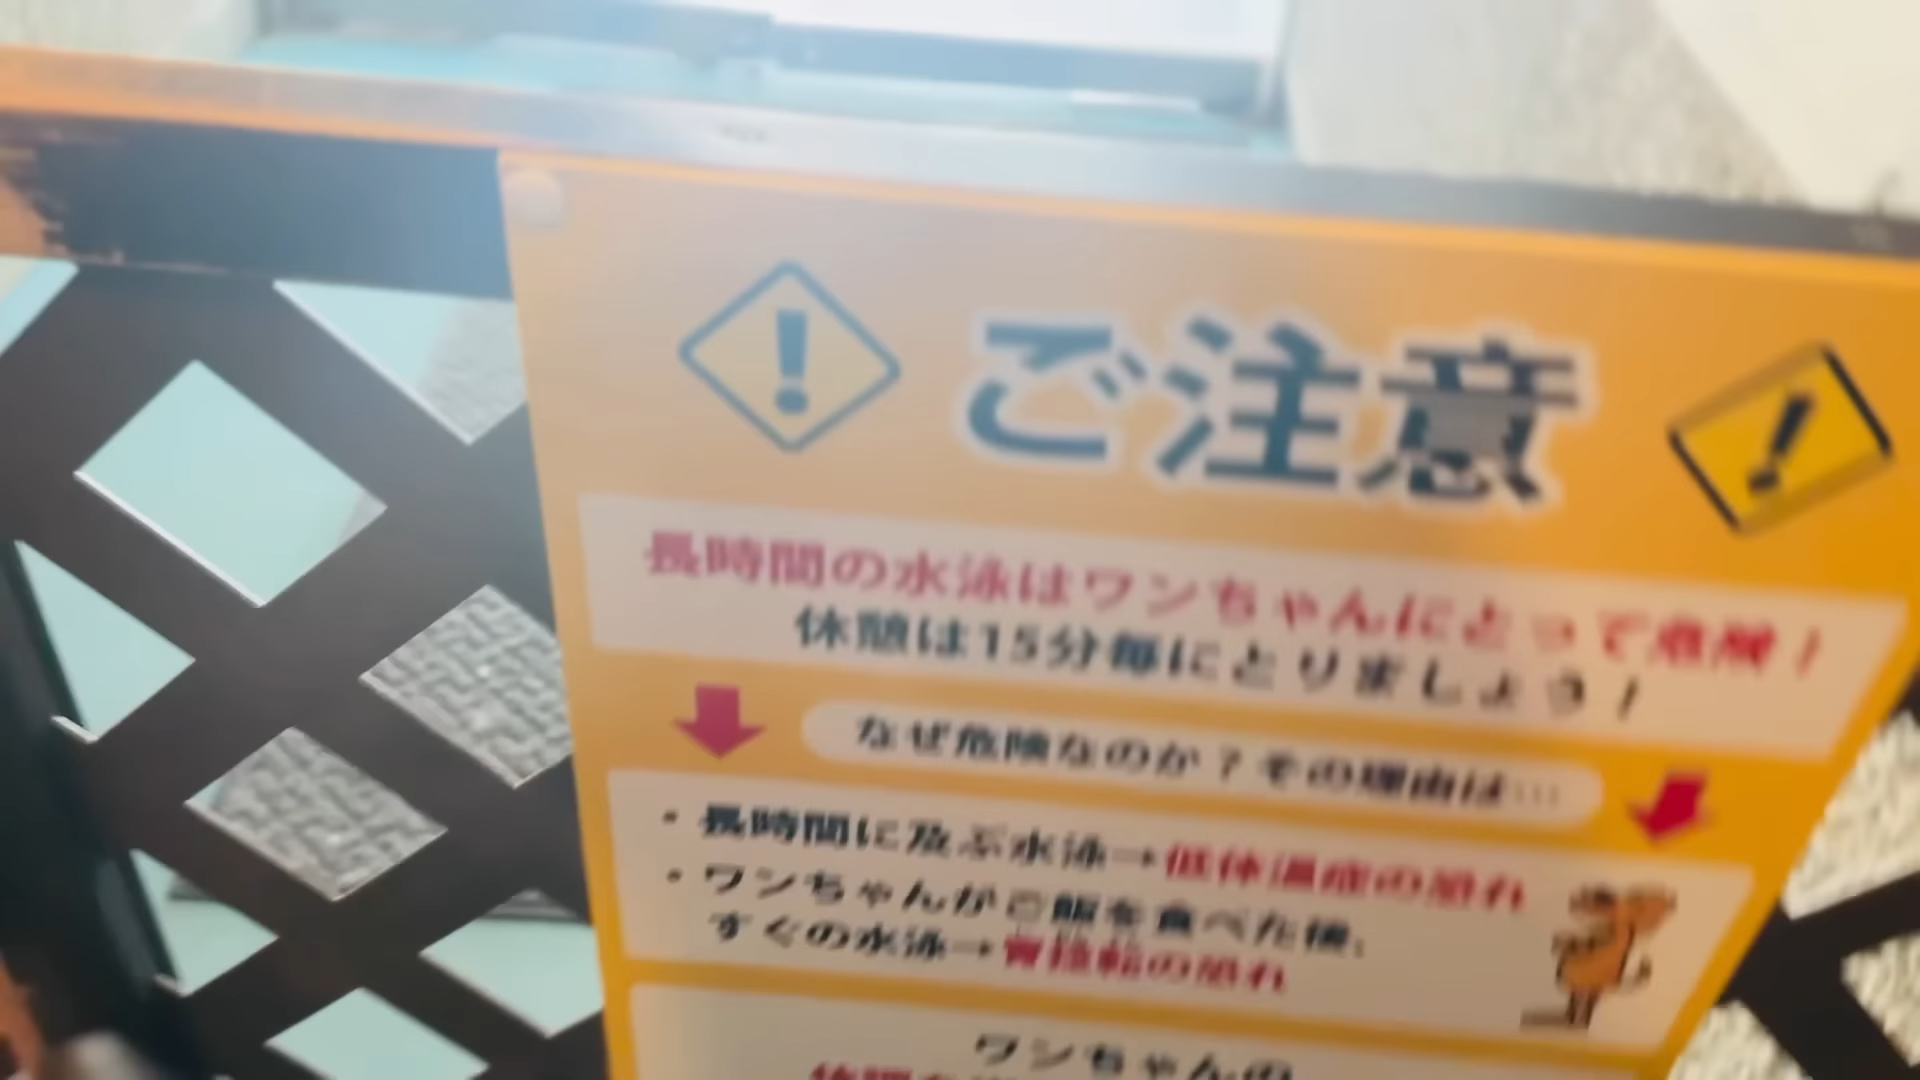 ご注意
長時間の水泳はワンちゃんにとって危険！
休憩は15分毎にとりましょう！
なぜ危険なのか？その理由は…
・長時間に及ぶ水泳→低体温症の恐れ
・ワンちゃんがご飯を食べた後、
すぐの水泳→胃捻転の恐れ
ワンちゃんの